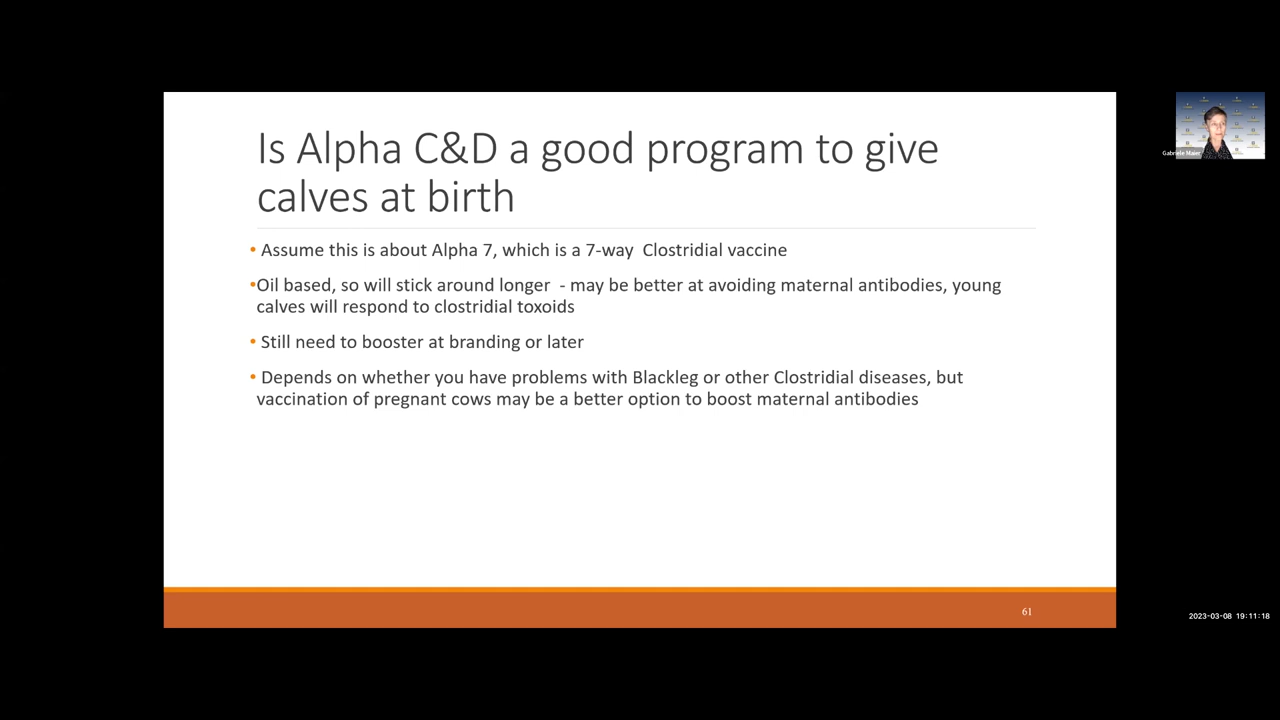 Is Alpha C&D a good program to give
calves at birth
• Assume this is about Alpha 7, which is a 7-way  Clostridial vaccine
•Oil based, so will stick around longer  - may be better at avoiding maternal antibodies, young
calves will respond to clostridial toxoids
• Still need to booster at branding or later
• Depends on whether you have problems with Blackleg or other Clostridial diseases, but
vaccination of pregnant cows may be a better option to boost maternal antibodies
61
Gabriele Maier
2023-03-08 19:11:18